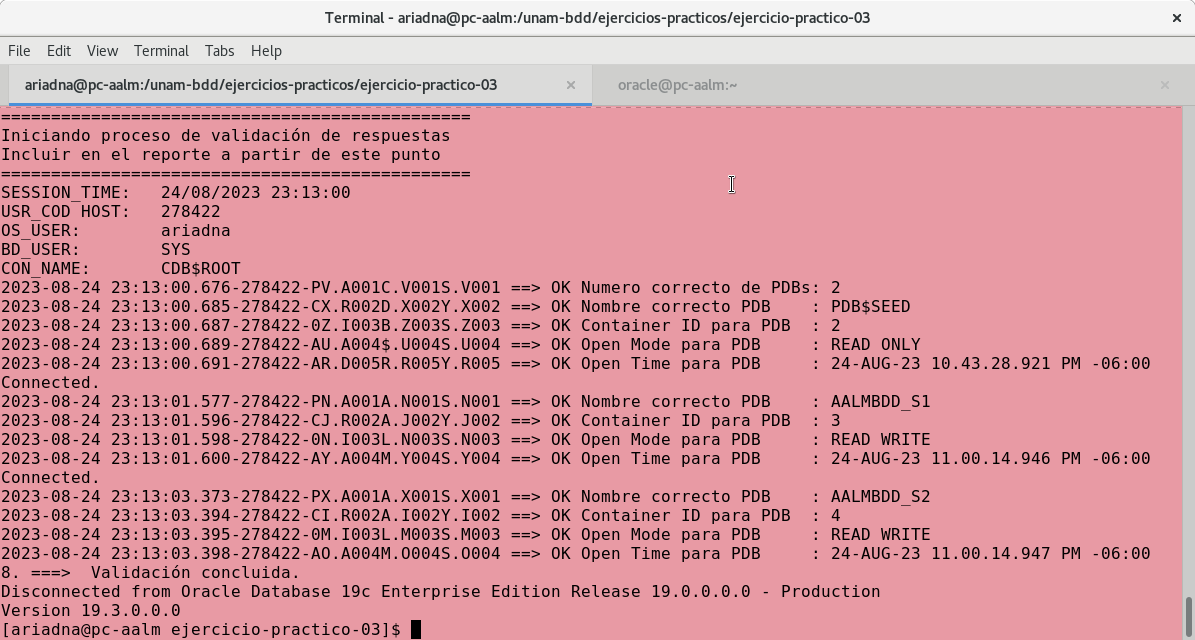 Terminal - ariadna@pc-aalm:/unam-bdd/ejercicios-practicos/ejercicio-practico-03
File Edit View Terminal Tabs Help
ariadna@pc-aalm:/unam-bdd/ejercicios-practicos/ejercicio-practico-03 oracle@pc-aalm:~
===============================================
Iniciando proceso de validación de respuestas
Incluir en el reporte a partir de este punto
===============================================
SESSION_TIME:   24/08/2023 23:13:00
USR_COD HOST:   278422
OS_USER:        ariadna
BD_USER:        SYS
CON_NAME:       CDB$ROOT
2023-08-24 23:13:00.676-278422-PV.A001C.V001S.V001 ==> OK Numero correcto de PDBs: 2
2023-08-24 23:13:00.685-278422-CX.R002D.X002Y.X002 ==> OK Nombre correcto PDB    : PDB$SEED
2023-08-24 23:13:00.687-278422-0Z.I003B.Z003S.Z003 ==> OK Container ID para PDB  : 2
2023-08-24 23:13:00.689-278422-AU.A004$.U004S.U004 ==> OK Open Mode para PDB     : READ ONLY
2023-08-24 23:13:00.691-278422-AR.D005R.R005Y.R005 ==> OK Open Time para PDB     : 24-AUG-23 10.43.28.921 PM -06:00
Connected.
2023-08-24 23:13:01.577-278422-PN.A001A.N001S.N001 ==> OK Nombre correcto PDB    : AALMBDD_S1
2023-08-24 23:13:01.596-278422-CJ.R002A.J002Y.J002 ==> OK Container ID para PDB  : 3
2023-08-24 23:13:01.598-278422-0N.I003L.N003S.N003 ==> OK Open Mode para PDB     : READ WRITE
2023-08-24 23:13:01.600-278422-AY.A004M.Y004S.Y004 ==> OK Open Time para PDB     : 24-AUG-23 11.00.14.946 PM -06:00
Connected.
2023-08-24 23:13:03.373-278422-PX.A001A.X001S.X001 ==> OK Nombre correcto PDB    : AALMBDD_S2
2023-08-24 23:13:03.394-278422-CI.R002A.I002Y.I002 ==> OK Container ID para PDB  : 4
2023-08-24 23:13:03.395-278422-0M.I003L.M003S.M003 ==> OK Open Mode para PDB     : READ WRITE
2023-08-24 23:13:03.398-278422-AO.A004M.O004S.O004 ==> OK Open Time para PDB     : 24-AUG-23 11.00.14.947 PM -06:00
8. ===>  Validación concluida.
Disconnected from Oracle Database 19c Enterprise Edition Release 19.0.0.0.0 - Production
Version 19.3.0.0.0
[ariadna@pc-aalm ejercicio-practico-03]$